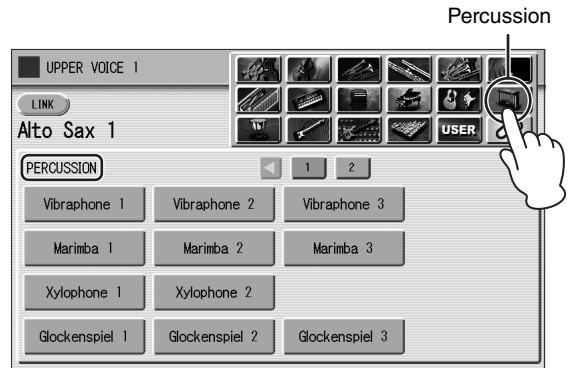 Percussion
UPPER VOICE 1
LINK
Alto Sax 1
USER
PERCUSSION
1 2
Vibraphone 1 Vibraphone 2 Vibraphone 3
Marimba 1 Marimba 2 Marimba 3
Xylophone 1 Xylophone 2
Glockenspiel 1 Glockenspiel 2 Glockenspiel 3